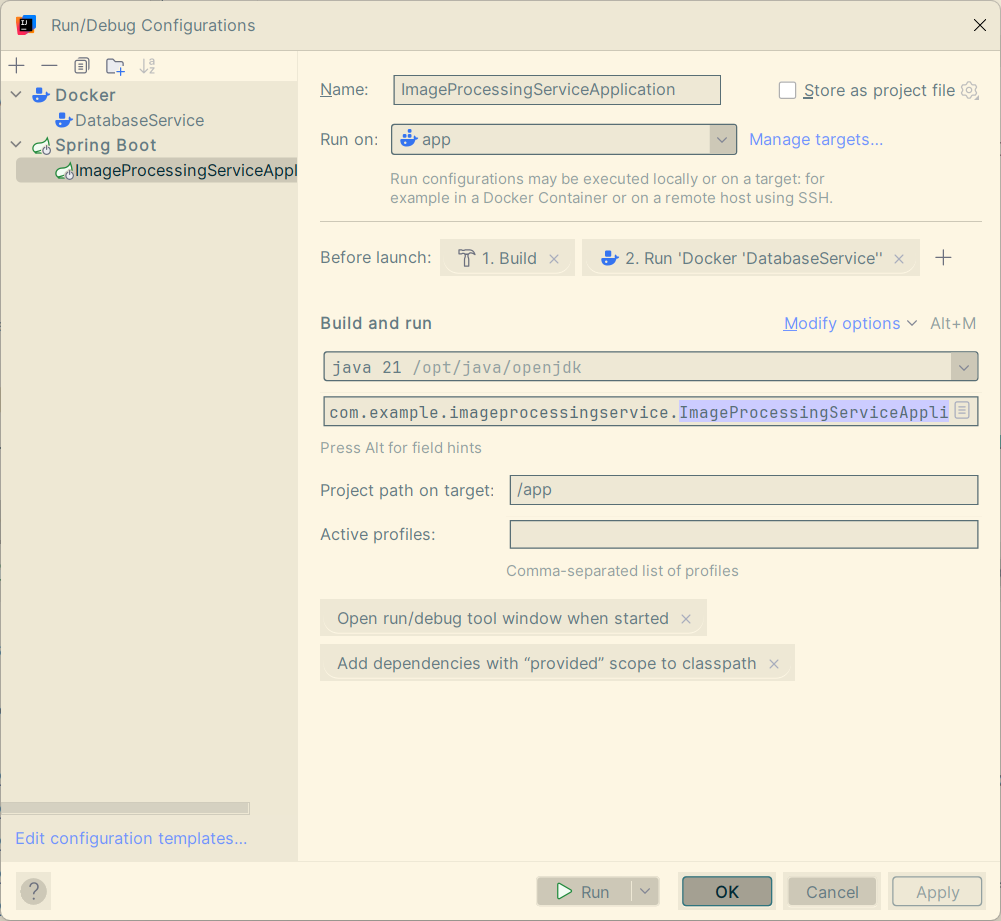 Run/Debug Configurations
Docker
DatabaseService
Spring Boot
ImageProcessingServiceAppl
Edit configuration templates...
Name: ImageProcessingServiceApplication Store as project file
Run on: app Manage targets...
Run configurations may be executed locally or on a target: for
example in a Docker Container or on a remote host using SSH.
Before launch: 1. Build × 2. Run 'Docker 'DatabaseService'' × +
Build and run Modify options Alt+M
java 21 /opt/java/openjdk
com.example.imageprocessingservice.ImageProcessingServiceAppli
Press Alt for field hints
Project path on target: /app
Active profiles:
Comma-separated list of profiles
Open run/debug tool window when started ×
Add dependencies with “provided” scope to classpath ×
? Run OK Cancel Apply